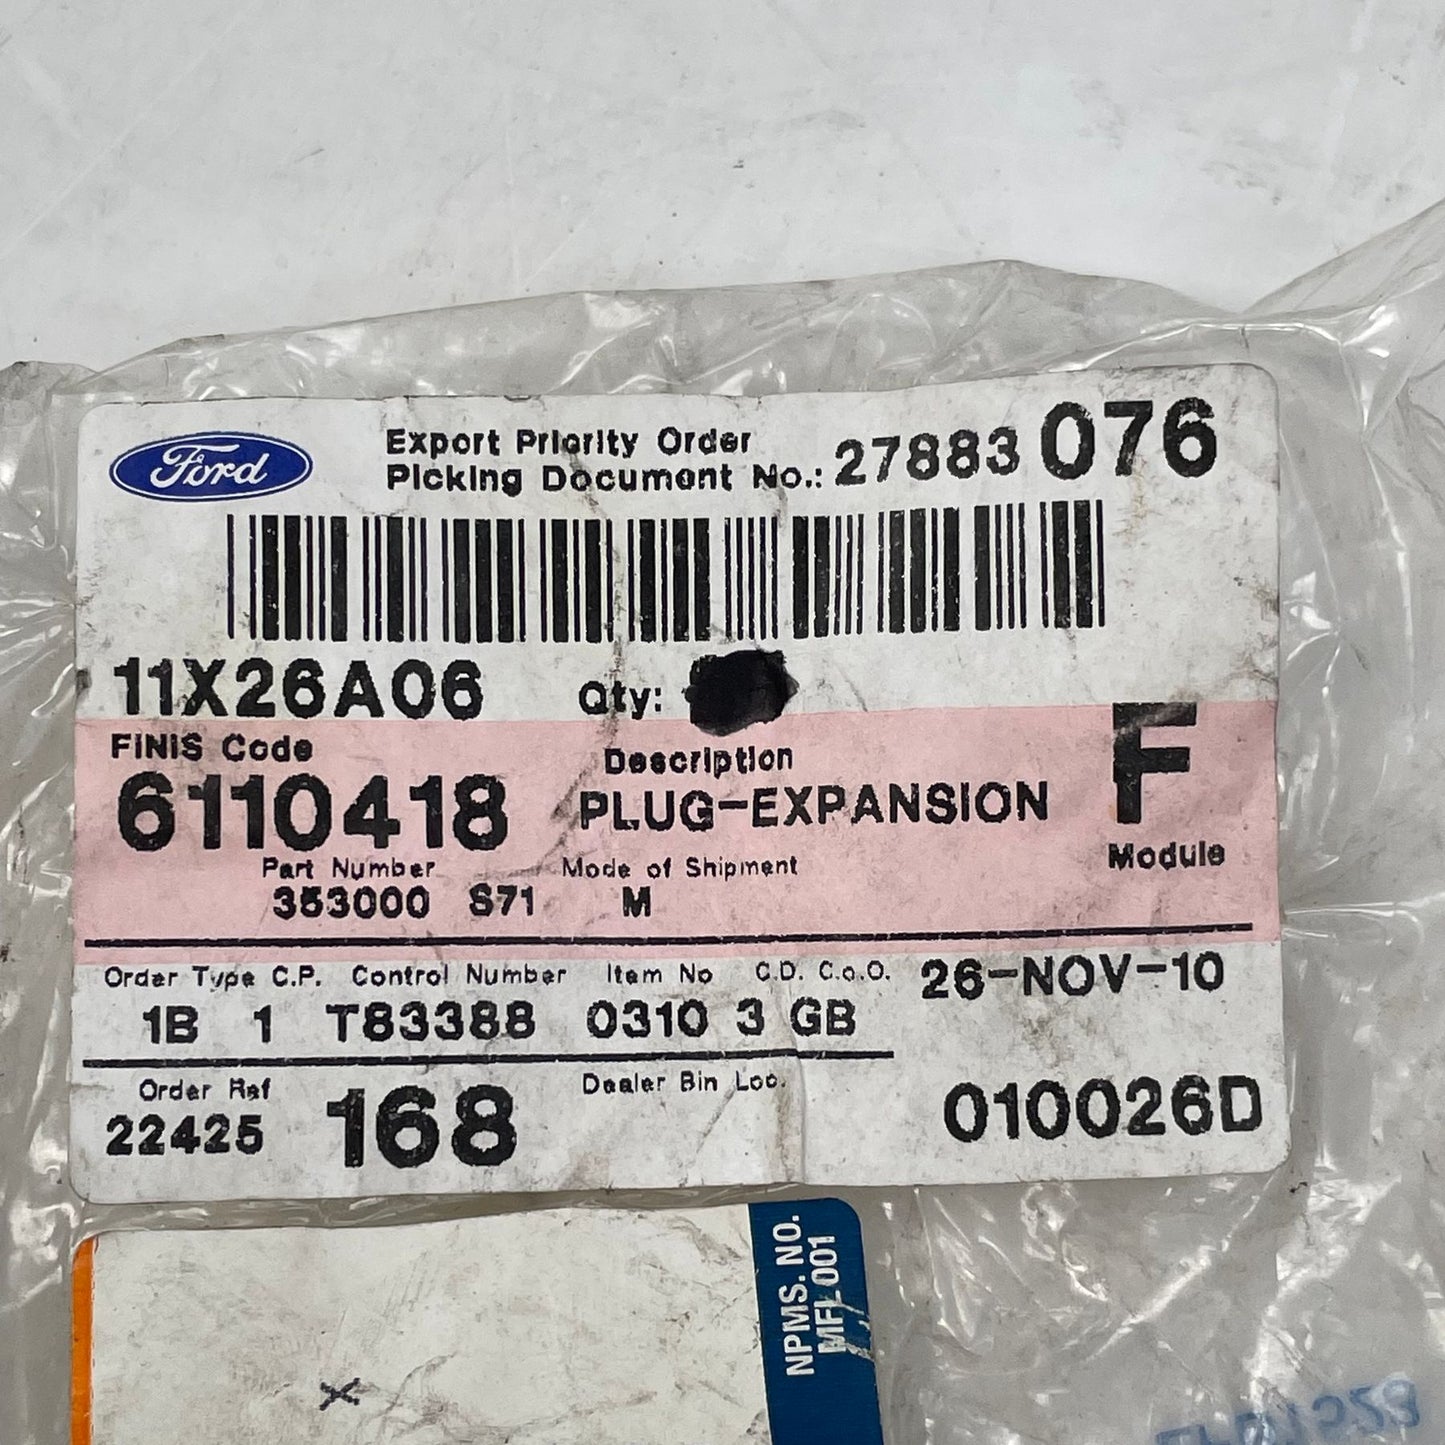 Ford
Export Priority Order
Picking Document No.: 27883 076
11X26A06 Qty:
FINIS Code Description F
6110418 PLUG-EXPANSION
Part Number Mode of Shipment Module
353000 S71 M
Order Type C.P. Control Number Item No C.D. C.o.O. 26-NOV-10
1B 1 T83388 0310 3 GB
Order Ref Dealer Bin Loc.
22425 168 010026D
NPMS. NO.
MFL001